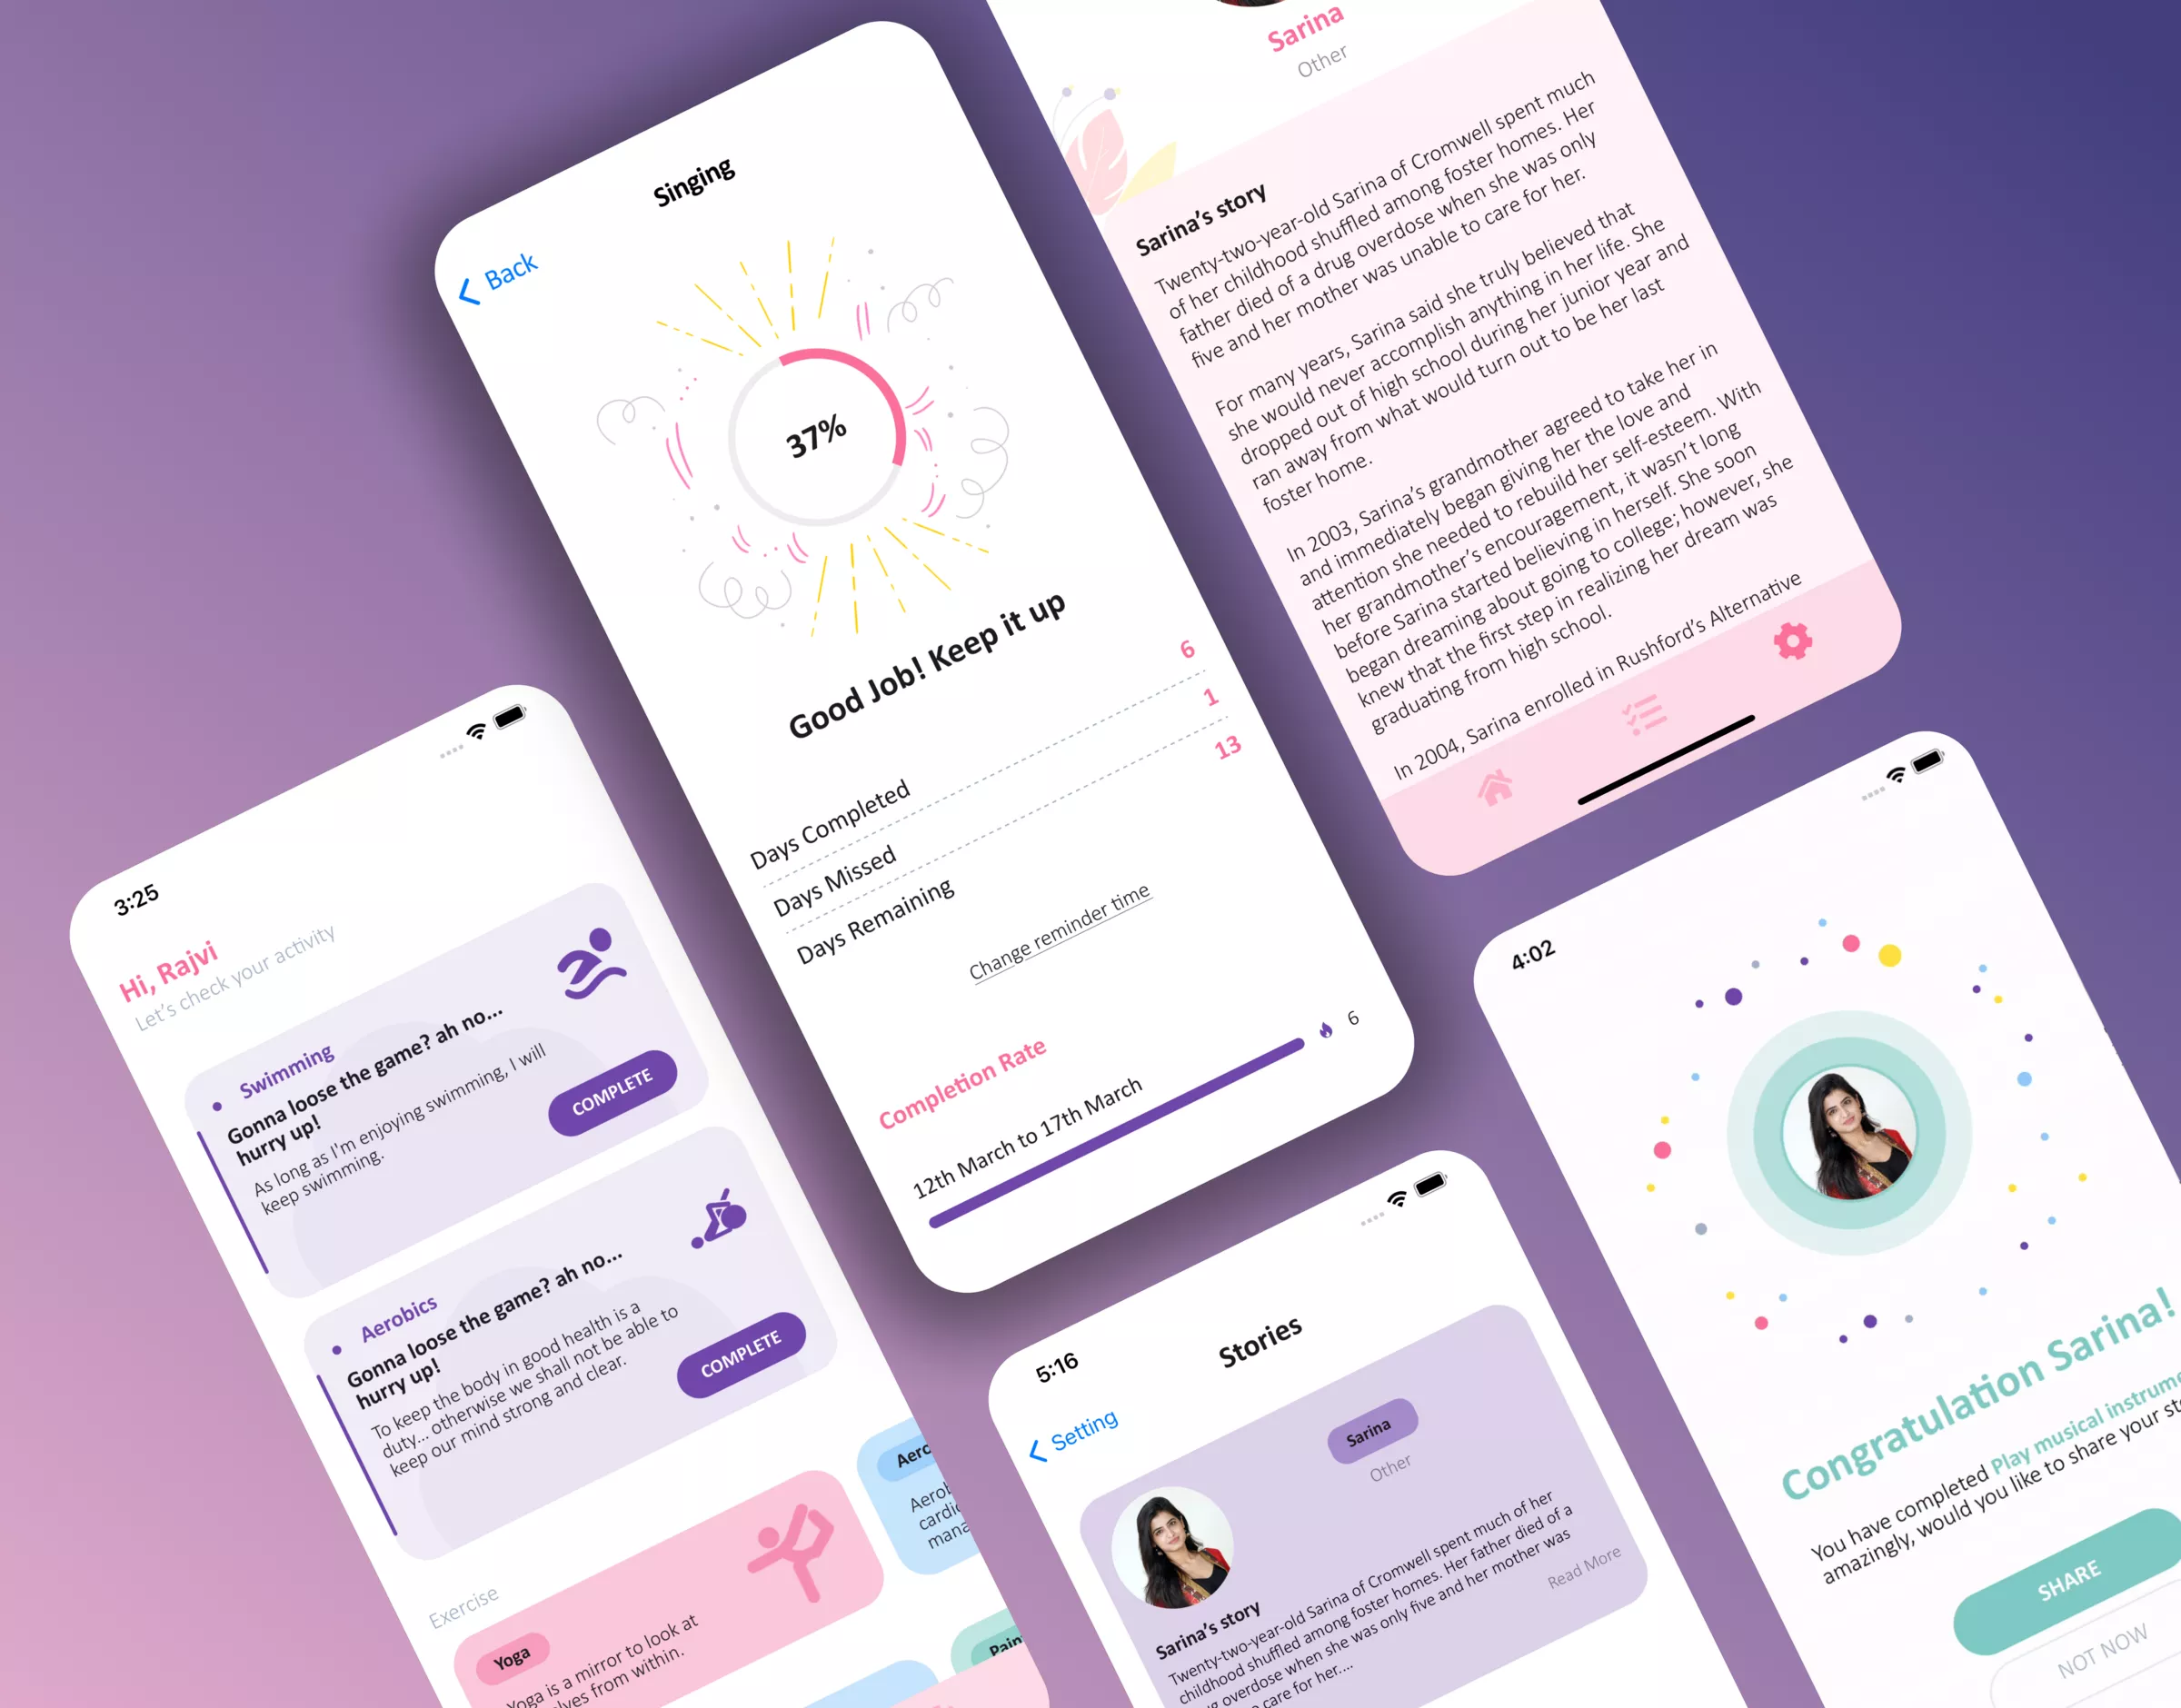 Singing
Back
37%
Good Job! Keep it up
Days Completed 6
Days Missed 1
Days Remaining 13
Change reminder time
Completion Rate
12th March to 17th March
6
Sarina
Other
Sarina's story
Twenty-two-year-old Sarina of Cromwell spent much
of her childhood shuffled among foster homes. Her
father died of a drug overdose when she was only
five and her mother was unable to care for her.
For many years, Sarina said she truly believed that
she would never accomplish anything in her life. She
dropped out of high school during her junior year and
ran away from what would turn out to be her last
foster home.
In 2003, Sarina's grandmother agreed to take her in
and immediately began giving her the love and
attention she needed to rebuild her self-esteem. With
her grandmother's encouragement, it wasn't long
before Sarina started believing in herself. She soon
began dreaming about going to college; however, she
knew that the first step in realizing her dream was
graduating from high school.
In 2004, Sarina enrolled in Rushford's Alternative
3:25
Hi, Rajvi
Let's check your activity
Swimming
Gonna loose the game? ah no...
hurry up!
As long as I'm enjoying swimming, I will
keep swimming.
COMPLETE
Aerobics
Gonna loose the game? ah no...
hurry up!
To keep the body in good health is a
duty... otherwise we shall not be able to
keep our mind strong and clear.
COMPLETE
Exercise
Yoga
Yoga is a mirror to look at
from within.
5:16
Setting
Stories
Sarina
Other
Sarina's story
Twenty-two-year-old Sarina of Cromwell spent much of her
childhood shuffled among foster homes. Her father died of a
overdose when she was only five and her mother was
care for her....
Read More
4:02
Congratulation Sarina!
You have completed Play musical
amazingly, would you like to share your
SHARE
NOT NOW